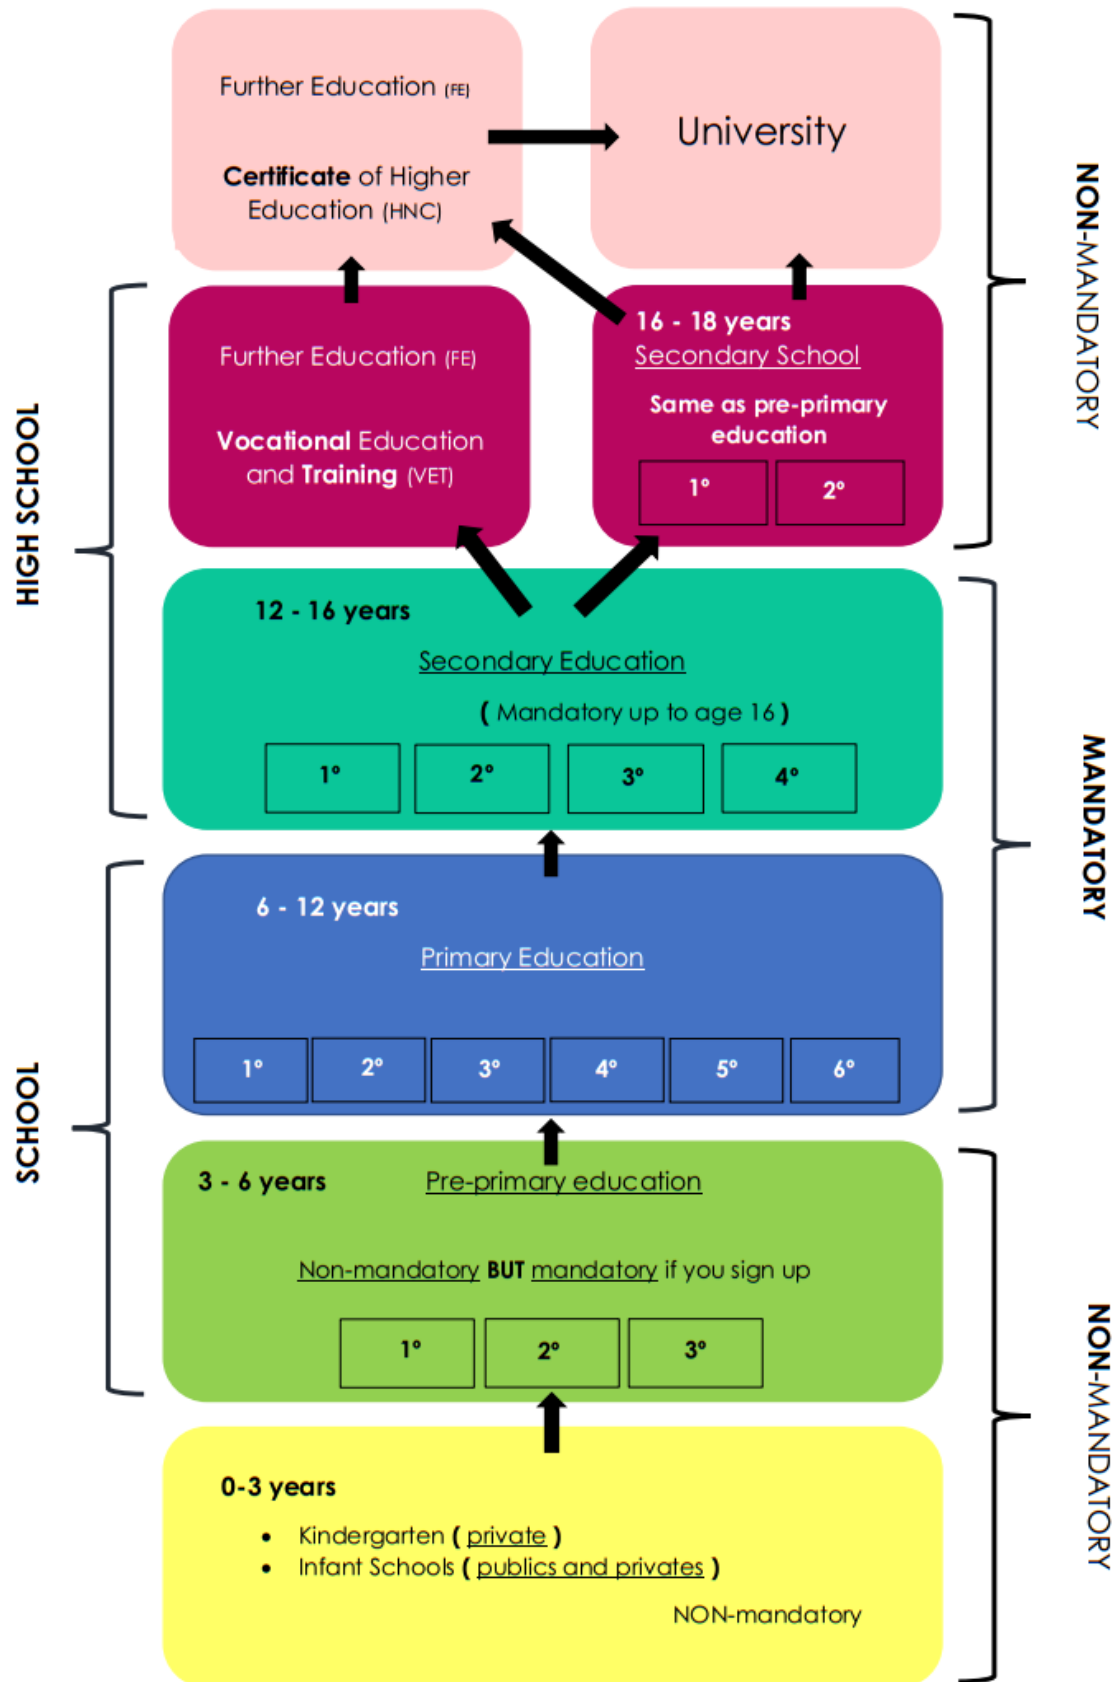 Further Education (FE)
Certificate of Higher
Education (HNC)
University
NON-MANDATORY
HIGH SCHOOL
Further Education (FE)
Vocational Education
and Training (VET)
16 - 18 years
Secondary School
Same as pre-primary
education
1º 2º
12 - 16 years
Secondary Education
( Mandatory up to age 16 )
1º 2º 3º 4º
MANDATORY
6 - 12 years
Primary Education
1º 2º 3º 4º 5º 6º
SCHOOL
3 - 6 years Pre-primary education
Non-mandatory BUT mandatory if you sign up
1º 2º 3º
NON-MANDATORY
0-3 years
• Kindergarten ( private )
• Infant Schools ( publics and privates )
NON-mandatory